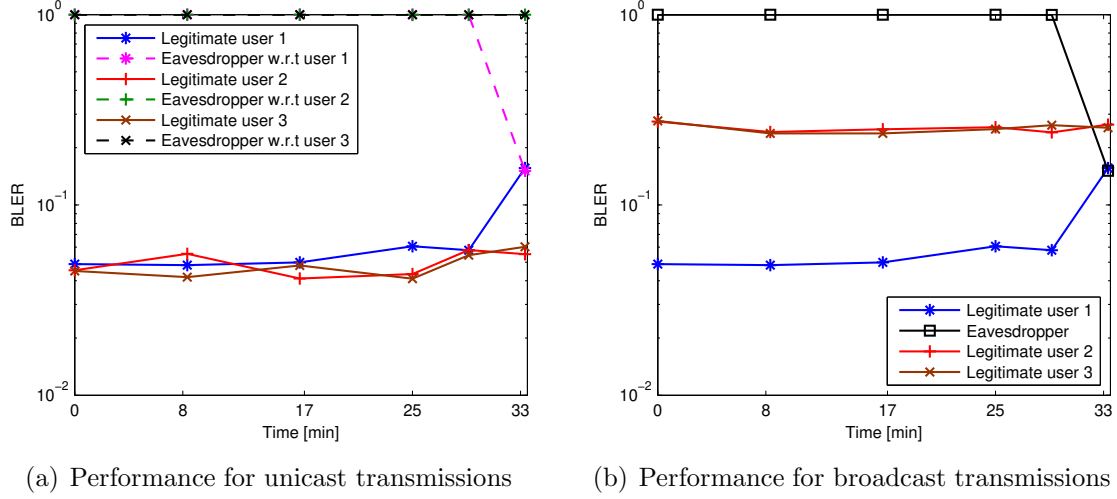 10^0
10^-1
10^-2
BLER
0 8 17 25 33
Time [min]
Legitimate user 1
Eavesdropper w.r.t user 1
Legitimate user 2
Eavesdropper w.r.t user 2
Legitimate user 3
Eavesdropper w.r.t user 3
(a) Performance for unicast transmissions
10^0
10^-1
10^-2
BLER
0 8 17 25 33
Time [min]
Legitimate user 1
Eavesdropper
Legitimate user 2
Legitimate user 3
(b) Performance for broadcast transmissions